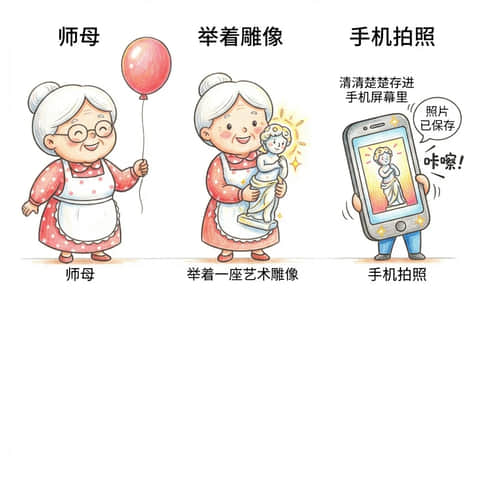 师母
举着雕像
手机拍照
清清楚楚存进
手机屏幕里
照片
已保存
咔嚓!
师母
举着一座艺术雕像
手机拍照